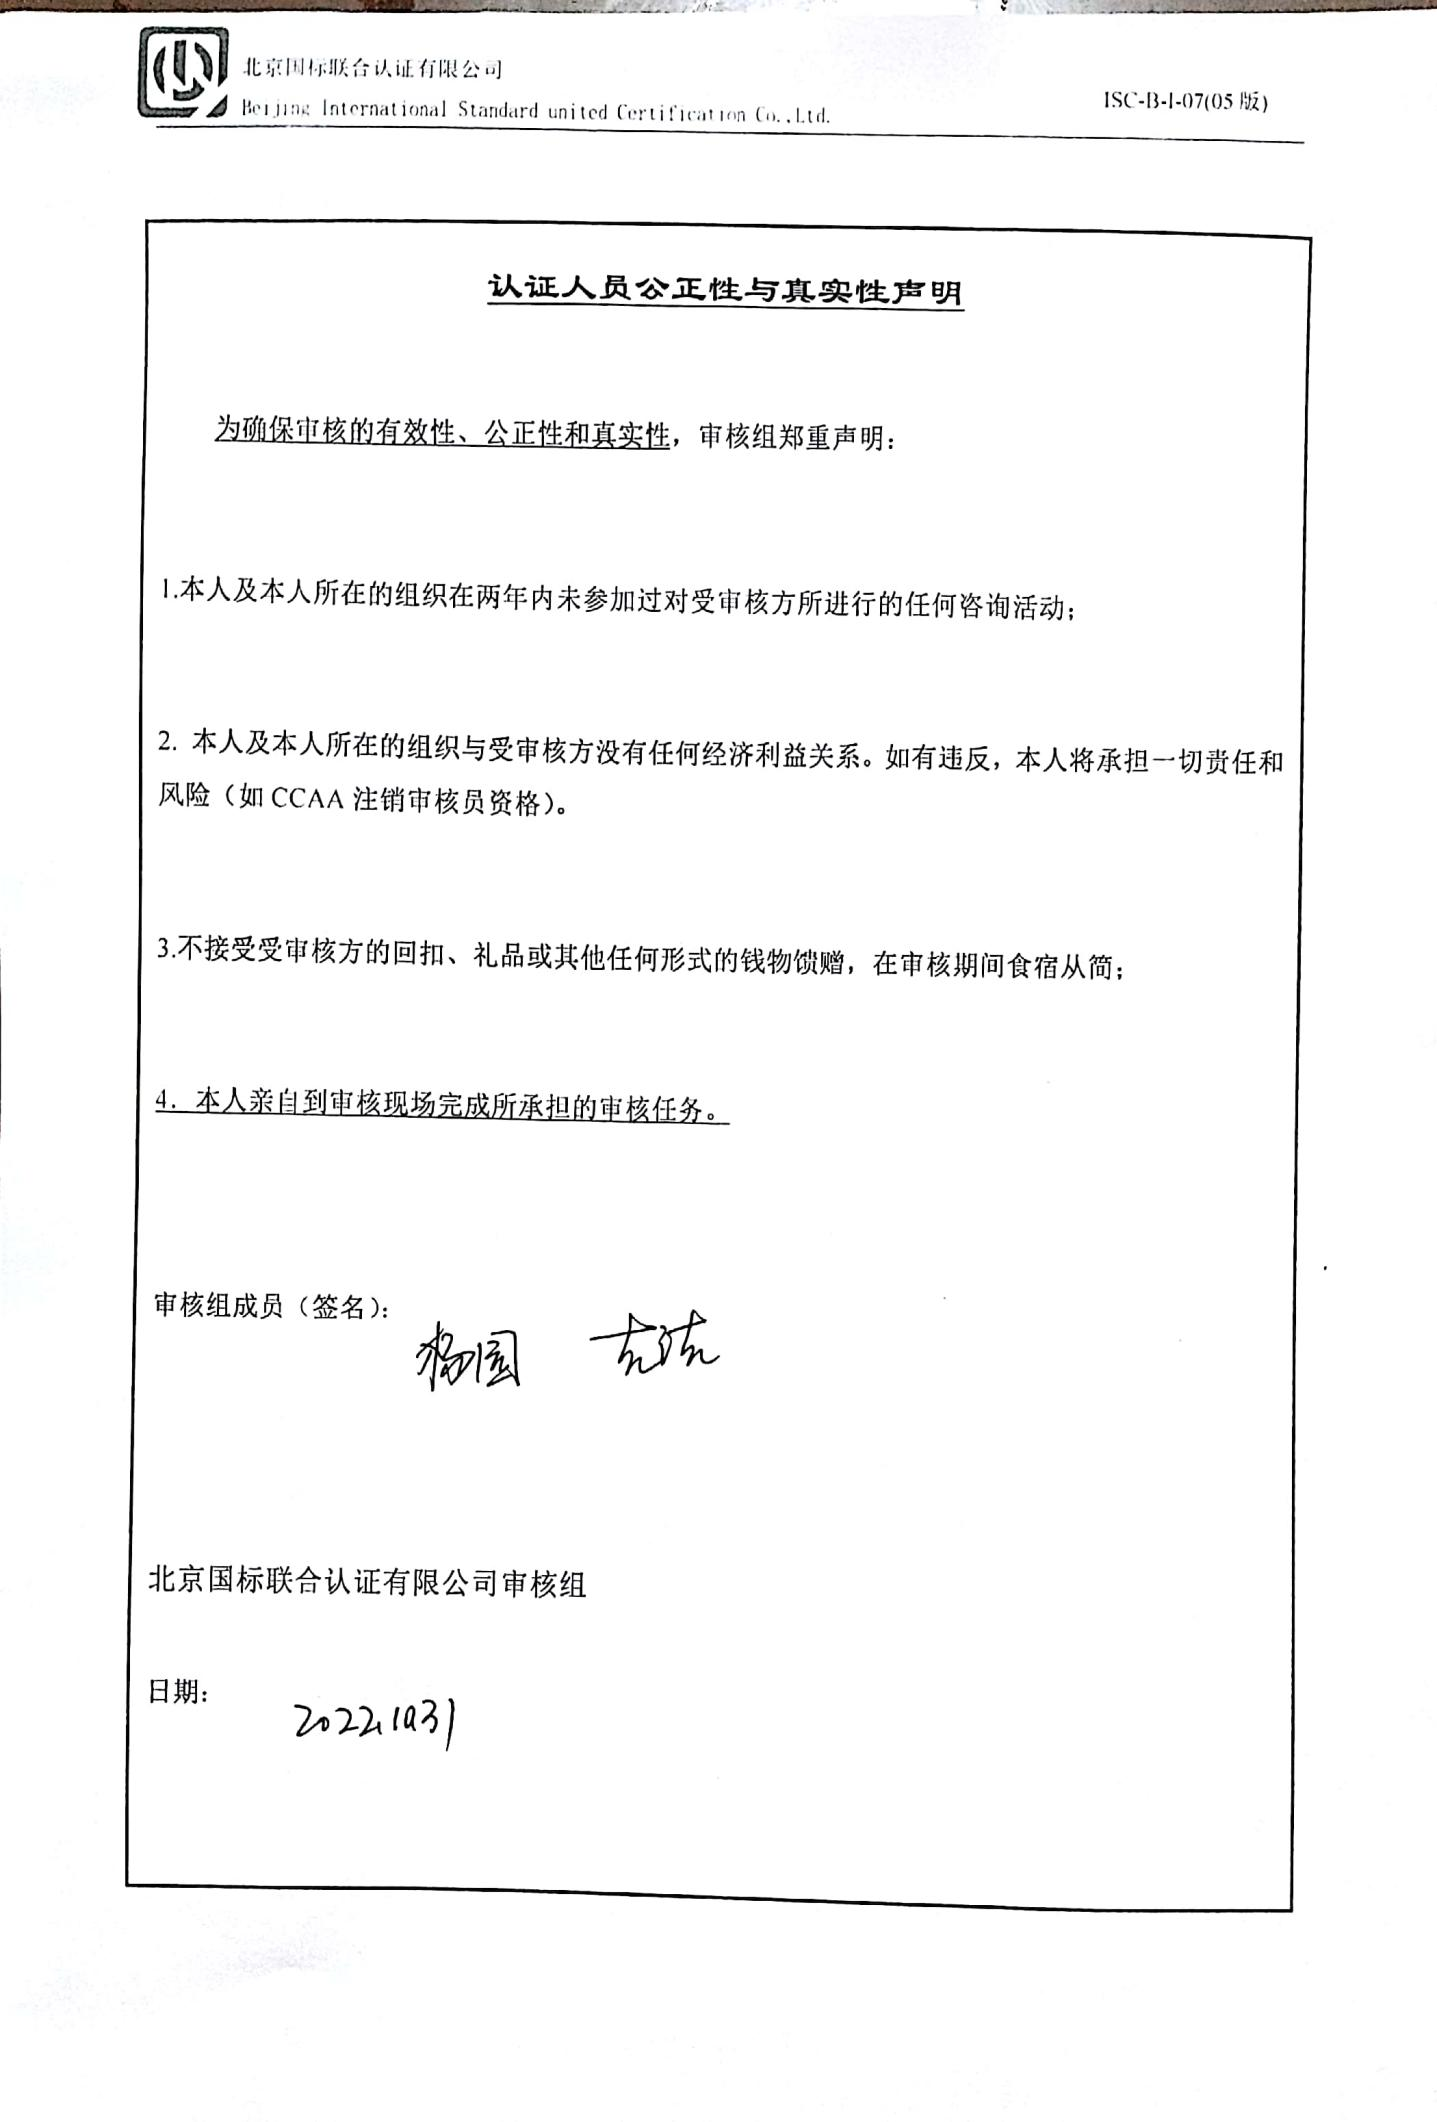 北京国标联合认证有限公司
Beijing International Standard united Certification Co.,Ltd.
ISC-B-I-07(05 版)
认证人员公正性与真实性声明
为确保审核的有效性、公正性和真实性，审核组郑重声明：
1.本人及本人所在的组织在两年内未参加过对受审核方所进行的任何咨询活动；
2. 本人及本人所在的组织与受审核方没有任何经济利益关系。如有违反，本人将承担一切责任和
风险（如 CCAA 注销审核员资格）。
3.不接受受审核方的回扣、礼品或其他任何形式的钱物馈赠，在审核期间食宿从简；
4. 本人亲自到审核现场完成所承担的审核任务。
审核组成员（签名）：
杨园
北京国标联合认证有限公司审核组
日期：
2022.10.31